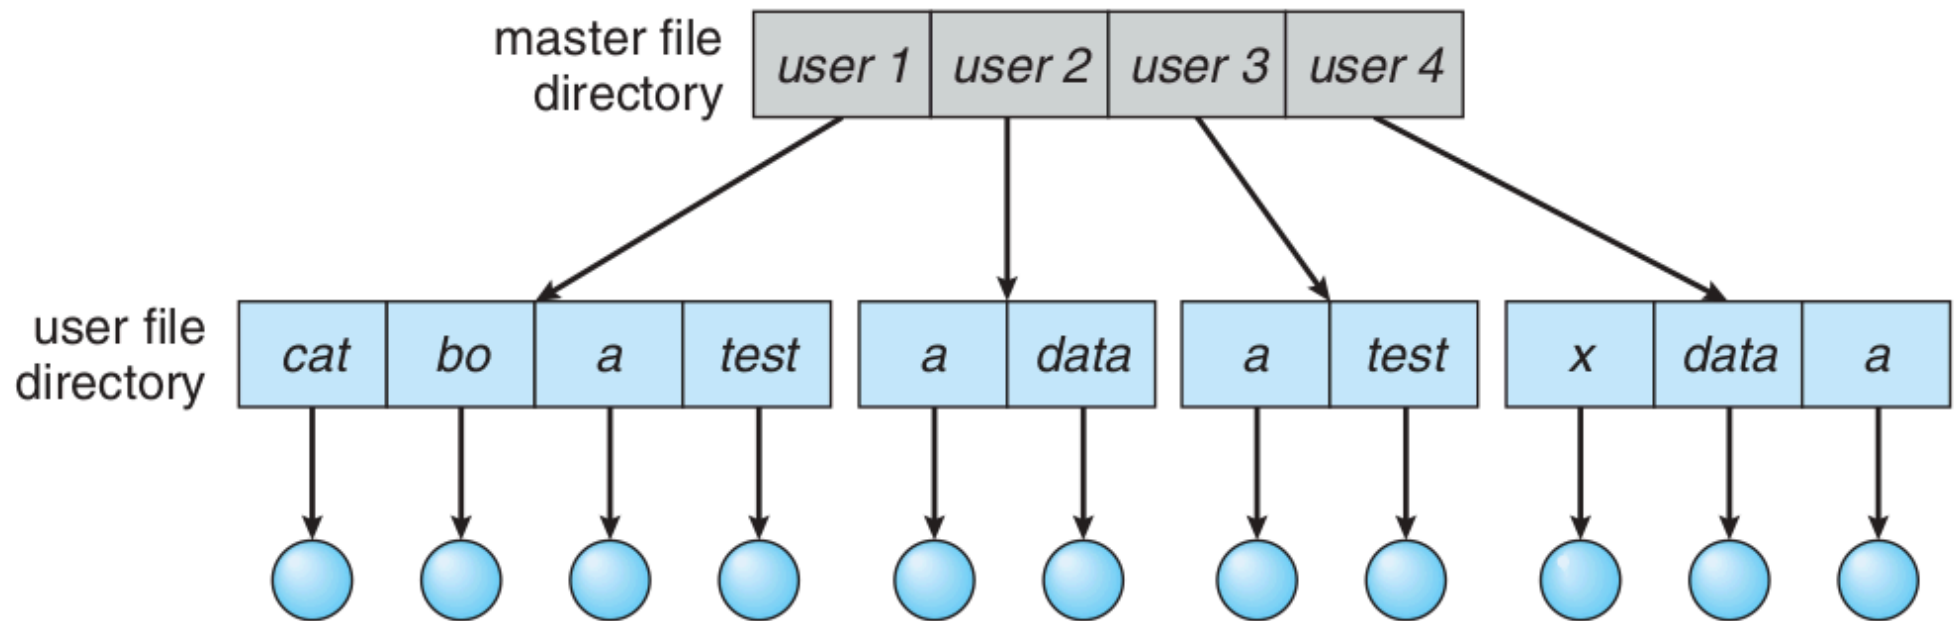 master file
directory
user 1 user 2 user 3 user 4
user file
directory
cat bo a test a data a test x data a